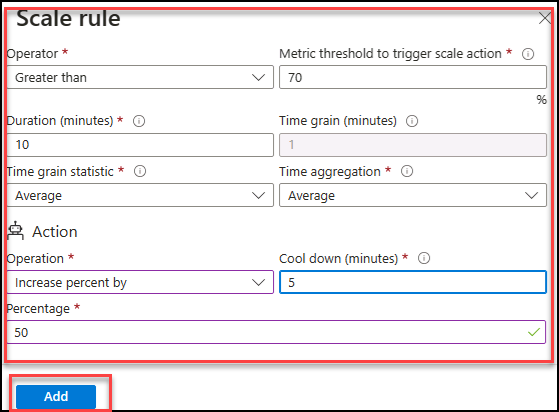 Scale rule
Operator *
Metric threshold to trigger scale action *
Greater than
70
%
Duration (minutes) *
Time grain (minutes)
10
1
Time grain statistic *
Time aggregation *
Average
Average
Action
Operation *
Cool down (minutes) *
Increase percent by
5
Percentage *
50
Add